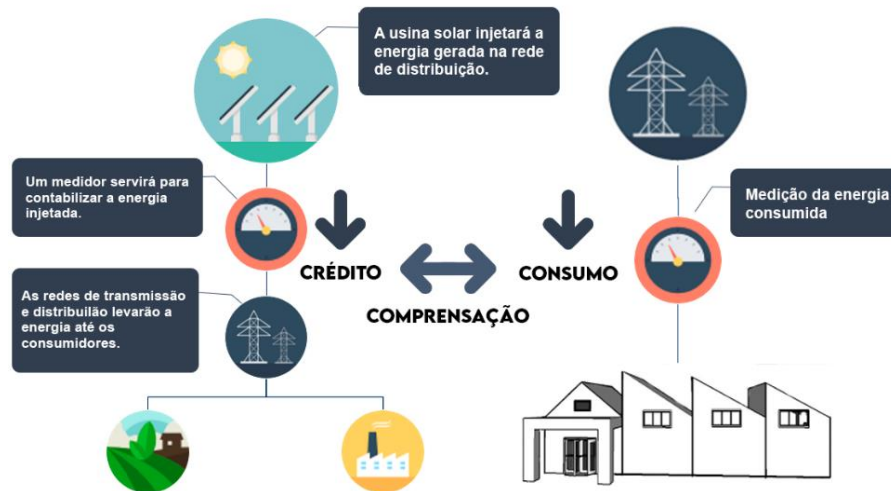 A usina solar injetará a
energia gerada na rede
de distribuição.
Um medidor servirá para
contabilizar a energia
injetada.
Medição da energia
consumida
CRÉDITO
CONSUMO
COMPRENSAÇÃO
As redes de transmissão
e distribuilão levarão a
energia até os
consumidores.